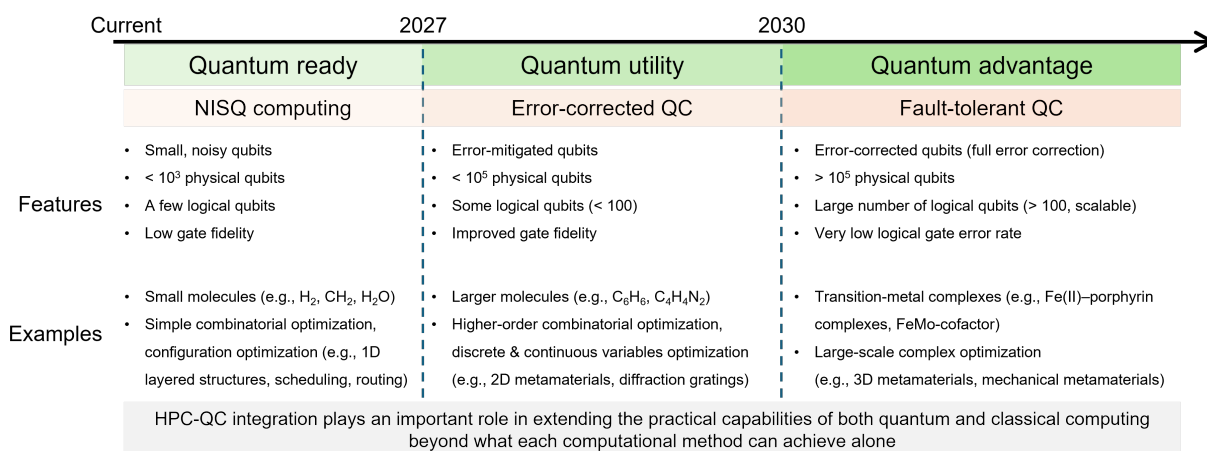 Current 2027 2030
Quantum ready Quantum utility Quantum advantage
NISQ computing Error-corrected QC Fault-tolerant QC
Features
• Small, noisy qubits
• < 10³ physical qubits
• A few logical qubits
• Low gate fidelity
• Error-mitigated qubits
• < 10⁵ physical qubits
• Some logical qubits (< 100)
• Improved gate fidelity
• Error-corrected qubits (full error correction)
• > 10⁵ physical qubits
• Large number of logical qubits (> 100, scalable)
• Very low logical gate error rate
Examples
• Small molecules (e.g., H₂, CH₂, H₂O)
• Simple combinatorial optimization,
configuration optimization (e.g., 1D
layered structures, scheduling, routing)
• Larger molecules (e.g., C₆H₆, C₄H₄N₂)
• Higher-order combinatorial optimization,
discrete & continuous variables optimization
(e.g., 2D metamaterials, diffraction gratings)
• Transition-metal complexes (e.g., Fe(II)–porphyrin
complexes, FeMo-cofactor)
• Large-scale complex optimization
(e.g., 3D metamaterials, mechanical metamaterials)
HPC-QC integration plays an important role in extending the practical capabilities of both quantum and classical computing
beyond what each computational method can achieve alone